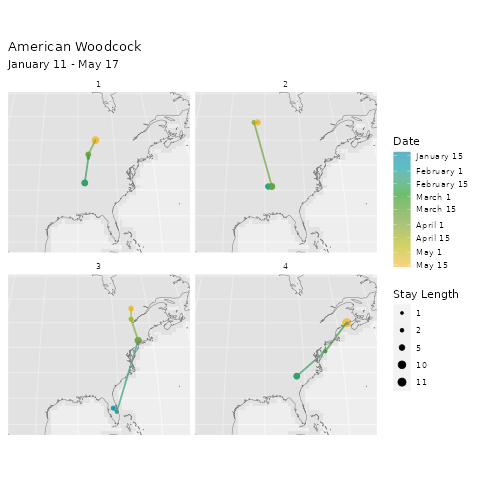 American Woodcock
January 11 - May 17
1
2
3
4
Date
January 15
February 1
February 15
March 1
March 15
April 1
April 15
May 1
May 15
Stay Length
1
2
5
10
11